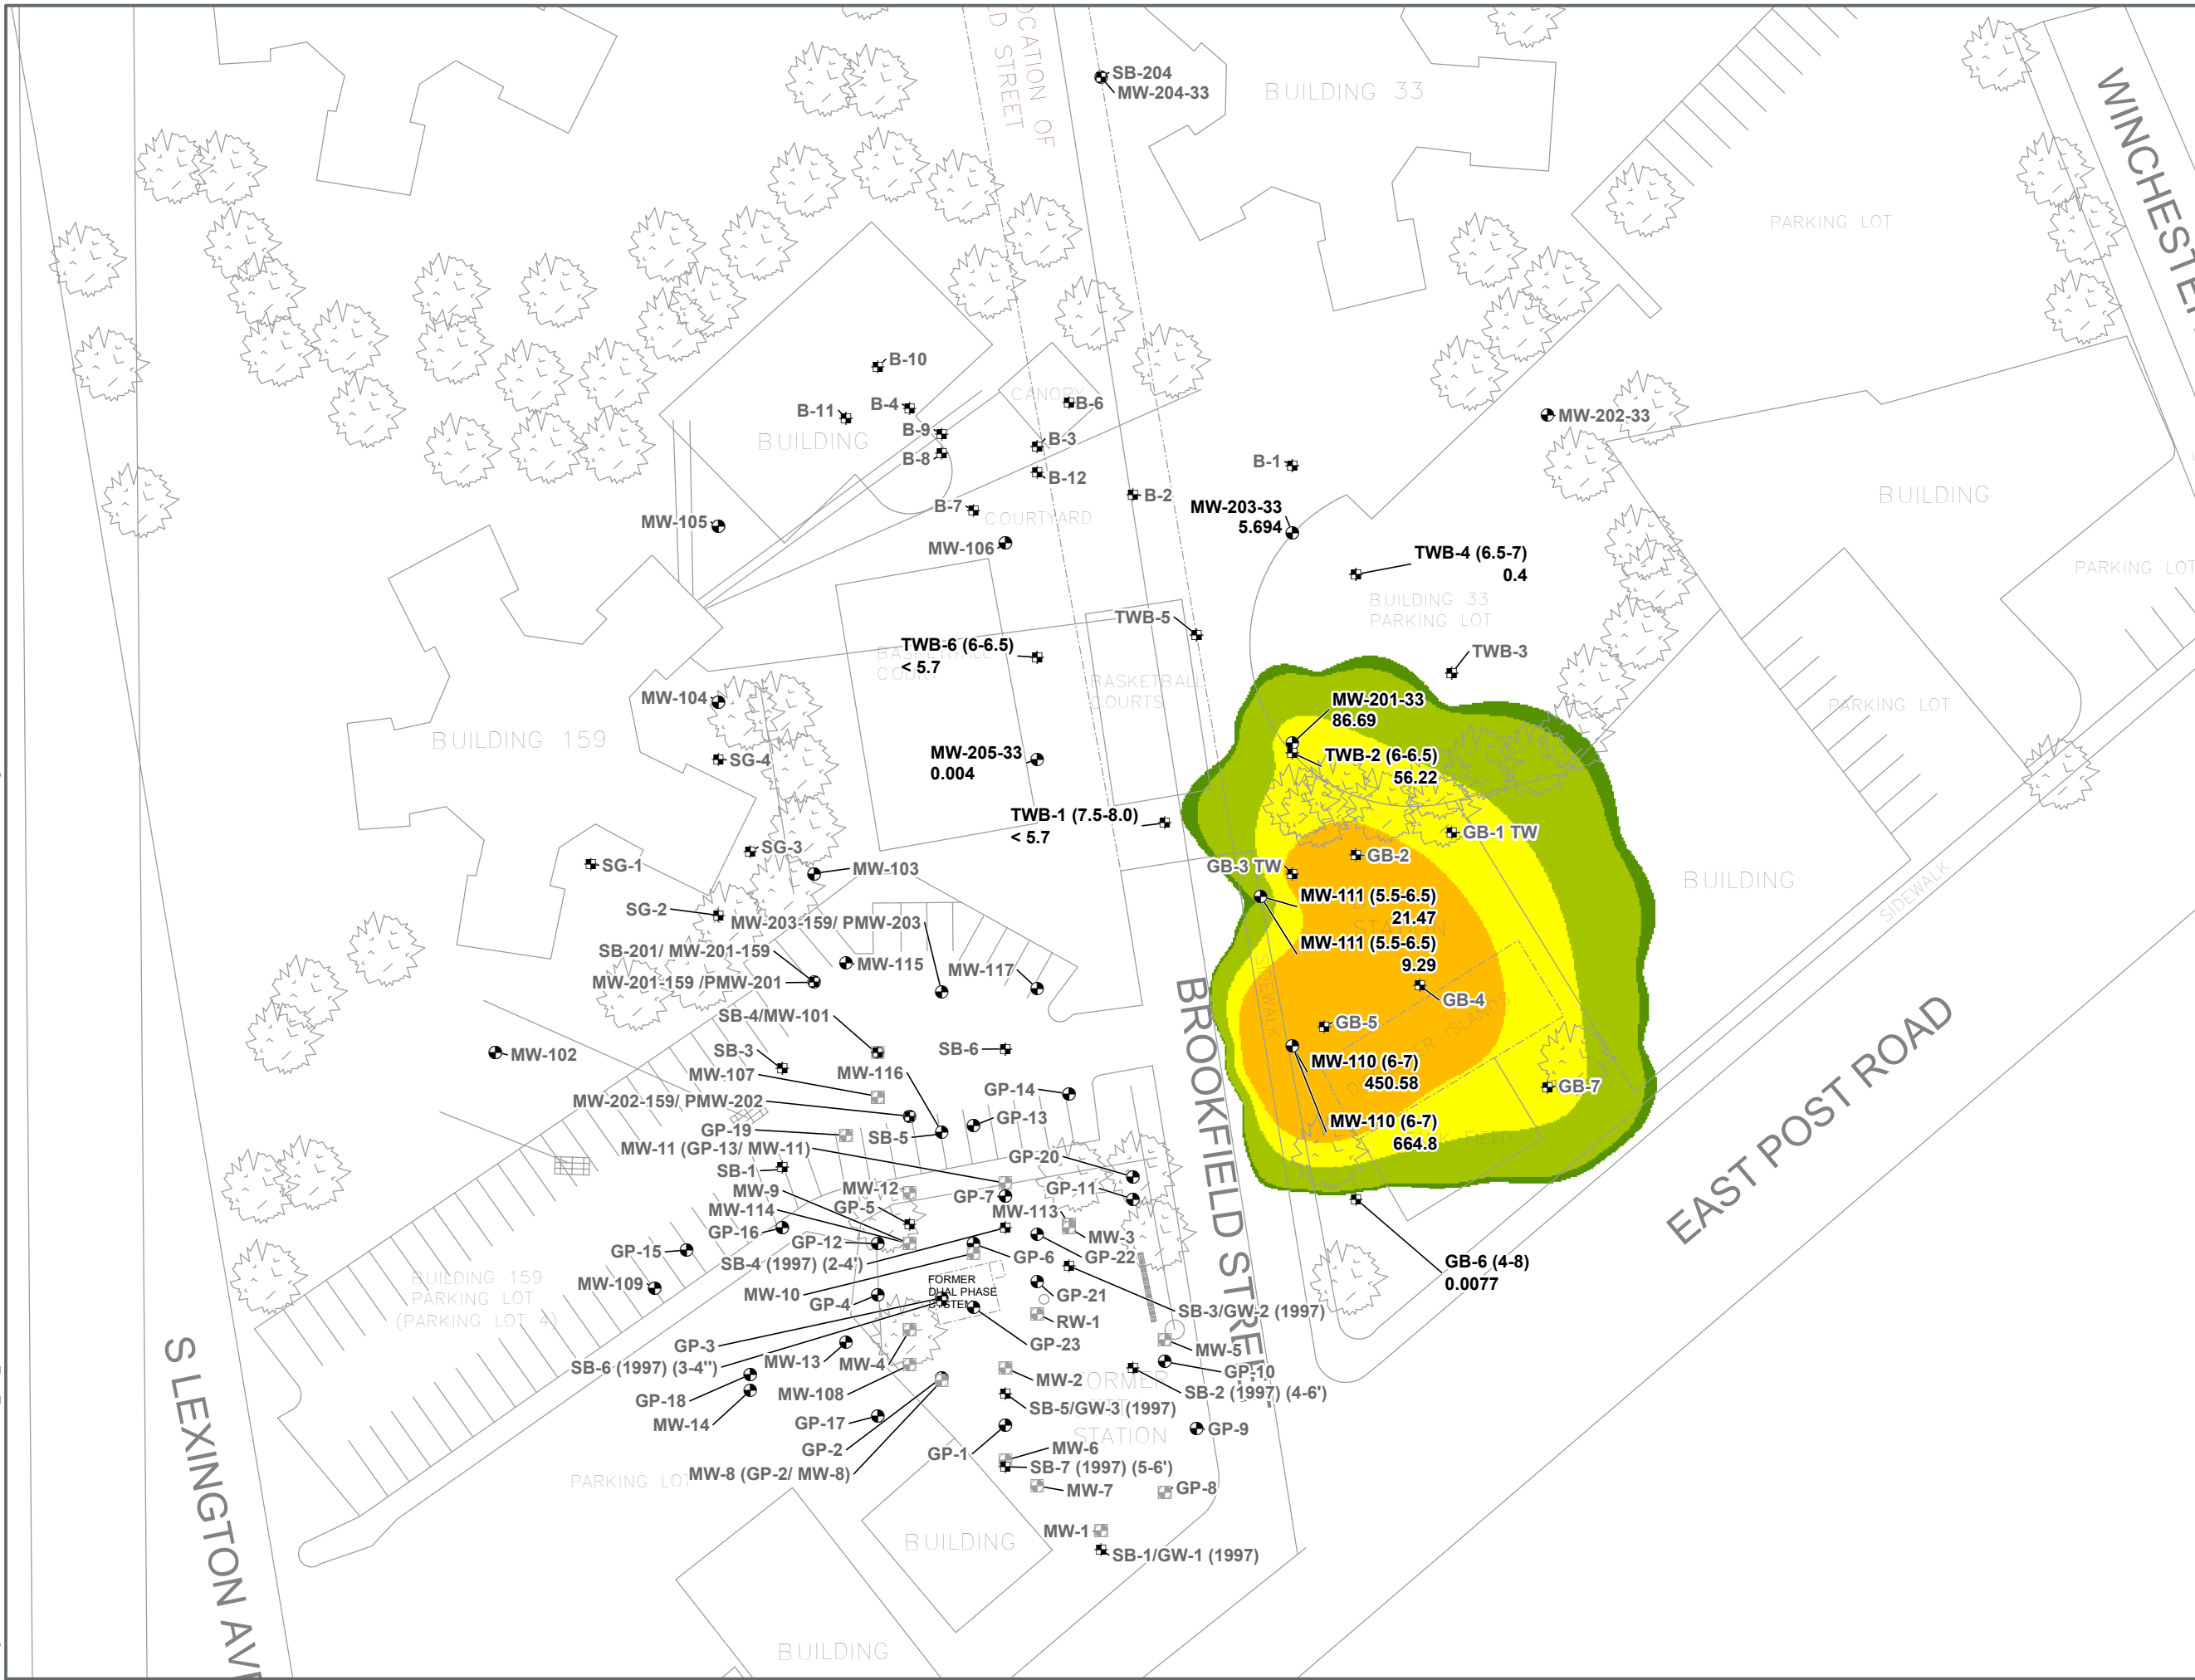 LOCATION OF
D STREET
SB-204
MW-204-33
BUILDING 33
WINCHESTER
PARKING LOT
B-10
B-11
B-4
CANOPY
B-6
BUILDING
B-9
B-8
B-3
B-12
B-1
MW-202-33
B-2
B-7
COURTYARD
BUILDING
MW-203-33
5.694
MW-105
MW-106
TWB-4 (6.5-7)
0.4
BUILDING 33
PARKING LOT
PARKING LOT
TWB-5
TWB-6 (6-6.5)
< 5.7
BASKETBALL
COURT
TWB-3
BASKETBALL
COURTS
MW-104
MW-201-33
86.69
PARKING LOT
BUILDING 159
SG-4
MW-205-33
0.004
TWB-2 (6-6.5)
56.22
TWB-1 (7.5-8.0)
< 5.7
GB-1 TW
SG-3
GB-2
SG-1
MW-103
GB-3 TW
BUILDING
SIDEWALK
MW-111 (5.5-6.5)
21.47
SG-2
MW-203-159/ PMW-203
MW-111 (5.5-6.5)
9.29
SB-201/ MW-201-159
MW-115
MW-117
SIDEWALK
MW-201-159 /PMW-201
GB-4
SB-4/MW-101
GB-5
ISLANDS
MW-102
SB-3
SB-6
MW-110 (6-7)
450.58
MW-107
MW-116
GP-14
GB-7
MW-202-159/ PMW-202
GP-13
MW-110 (6-7)
664.8
FIELD
GP-19
SB-5
MW-11 (GP-13/ MW-11)
GP-20
SB-1
MW-9
MW-12
GP-7
GP-11
MW-114
GP-5
MW-113
BROOKFIELD STREET
EAST POST ROAD
GP-16
GP-12
MW-3
GP-15
SB-4 (1997) (2-4')
GP-6
GP-22
GB-6 (4-8)
0.0077
BUILDING 159
PARKING LOT
(PARKING LOT 4)
MW-109
MW-10
FORMER
DUAL PHASE
SYSTEM
GP-4
GP-21
SB-3/GW-2 (1997)
RW-1
GP-3
GP-23
MW-5
SB-6 (1997) (3-4")
MW-13
MW-4
GP-10
MW-108
MW-2
SB-2 (1997) (4-6')
GP-18
MW-14
SB-5/GW-3 (1997)
GP-17
GP-9
STATION
GP-2
GP-1
MW-6
MW-8 (GP-2/ MW-8)
SB-7 (1997) (5-6')
PARKING LOT
MW-7
GP-8
S LEXINGTON AVE
MW-1
BUILDING
SB-1/GW-1 (1997)
BUILDING